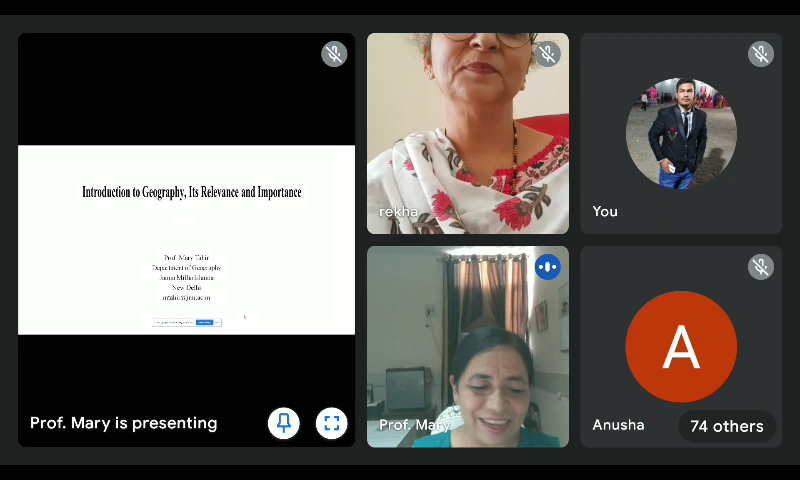 Introduction to Geography, Its Relevance and Importance
Prof. Mary Tahir
Department of Geography
Jamia Millia Islamia
New Delhi
Prof. Mary is presenting
rekha
You
Prof. Mary
A
Anusha
74 others